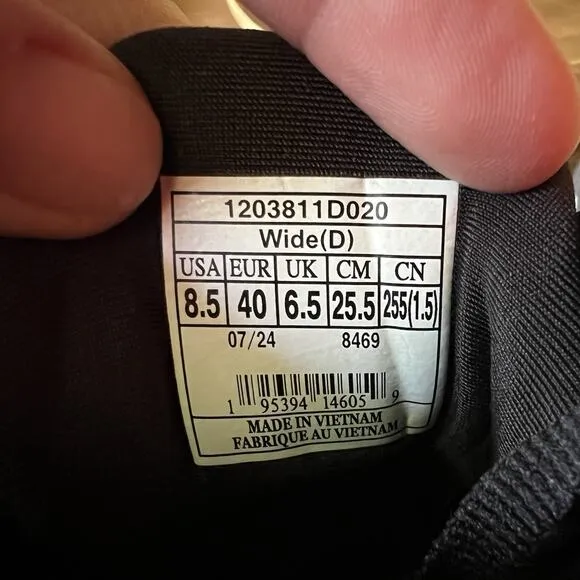 1203811D020
Wide(D)
USA EUR UK CM CN
8.5 40 6.5 25.5 255(1.5)
07/24 8469
1 95394 14605 9
MADE IN VIETNAM
FABRIQUE AU VIETNAM